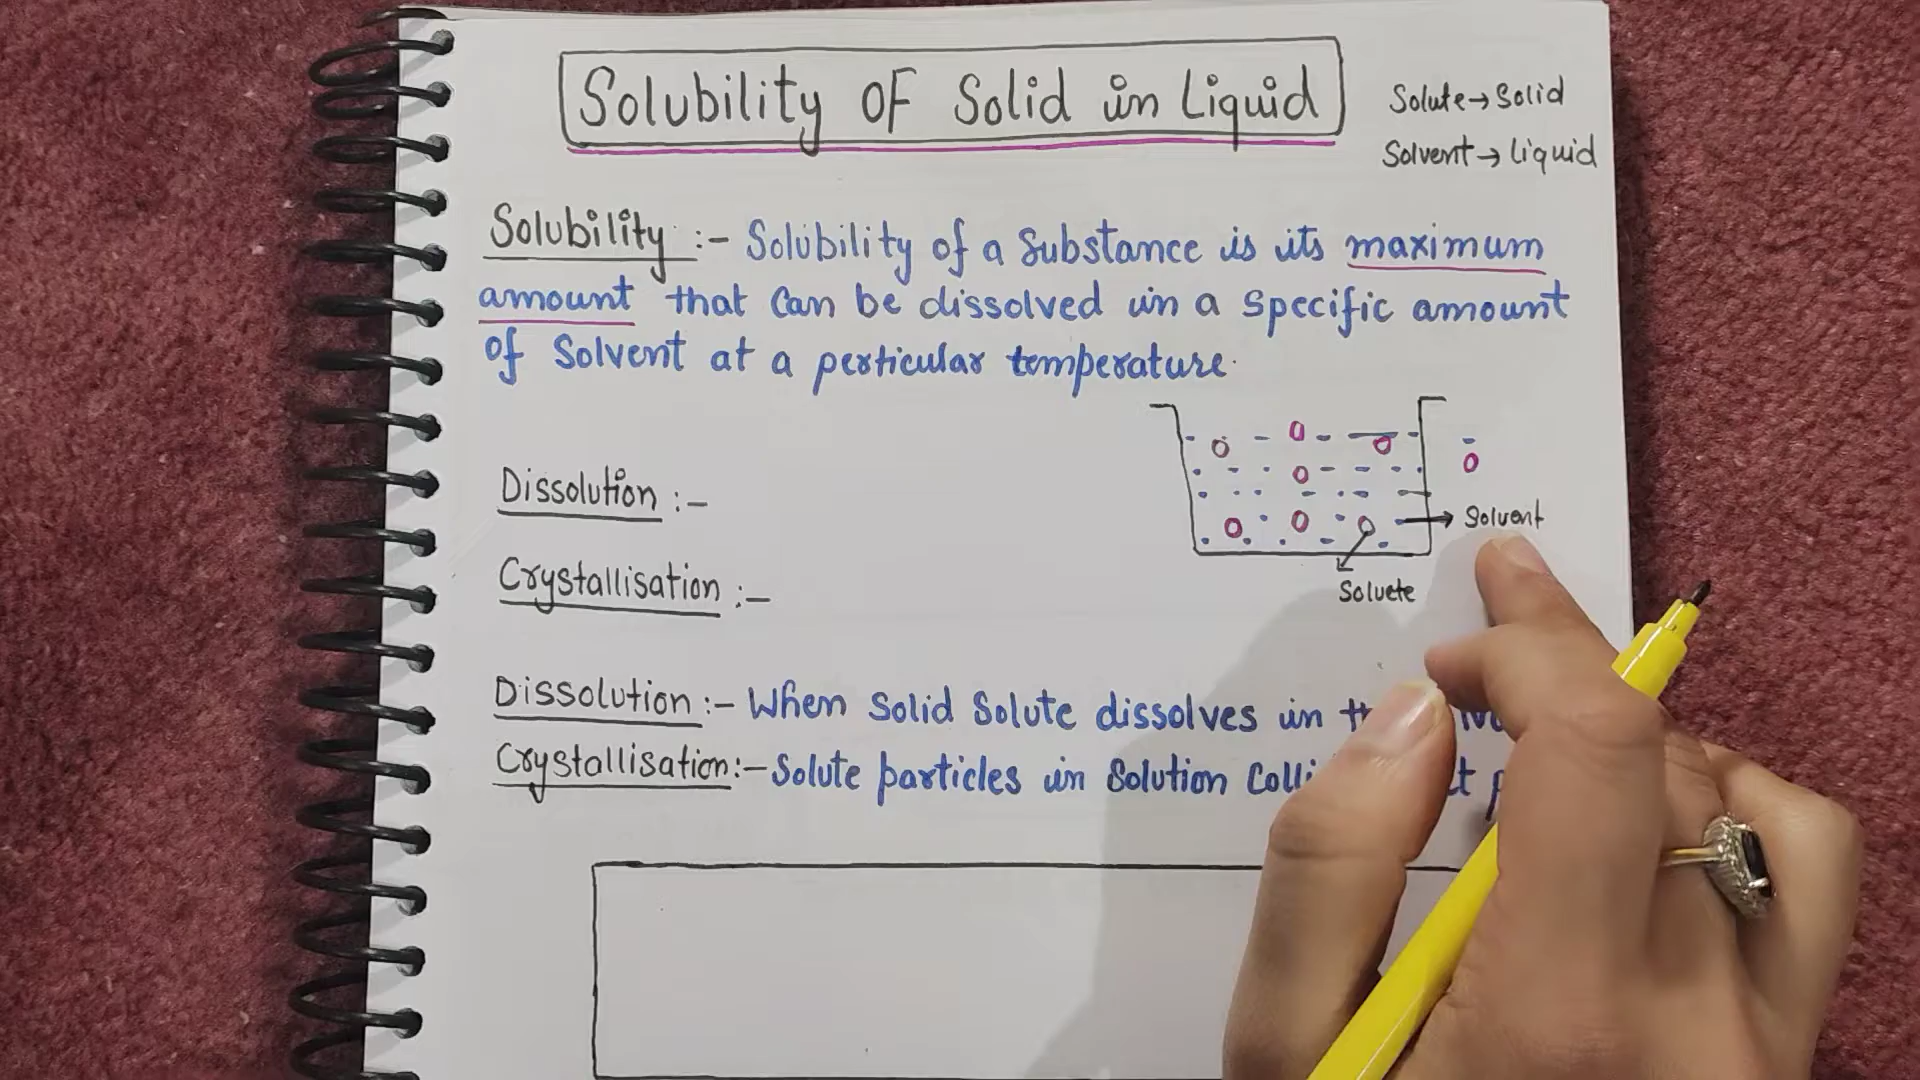 Solubility OF Solid in Liquid
Solute→Solid
Solvent→Liquid
Solubility :- Solubility of a Substance is its maximum
amount that can be dissolved in a specific amount
of Solvent at a perticular temperature.
Dissolution :-
Crystallisation :-
Solvent
Soluete
Dissolution :- When Solid Solute dissolves in
Crystallisation :- Solute particles in Solution